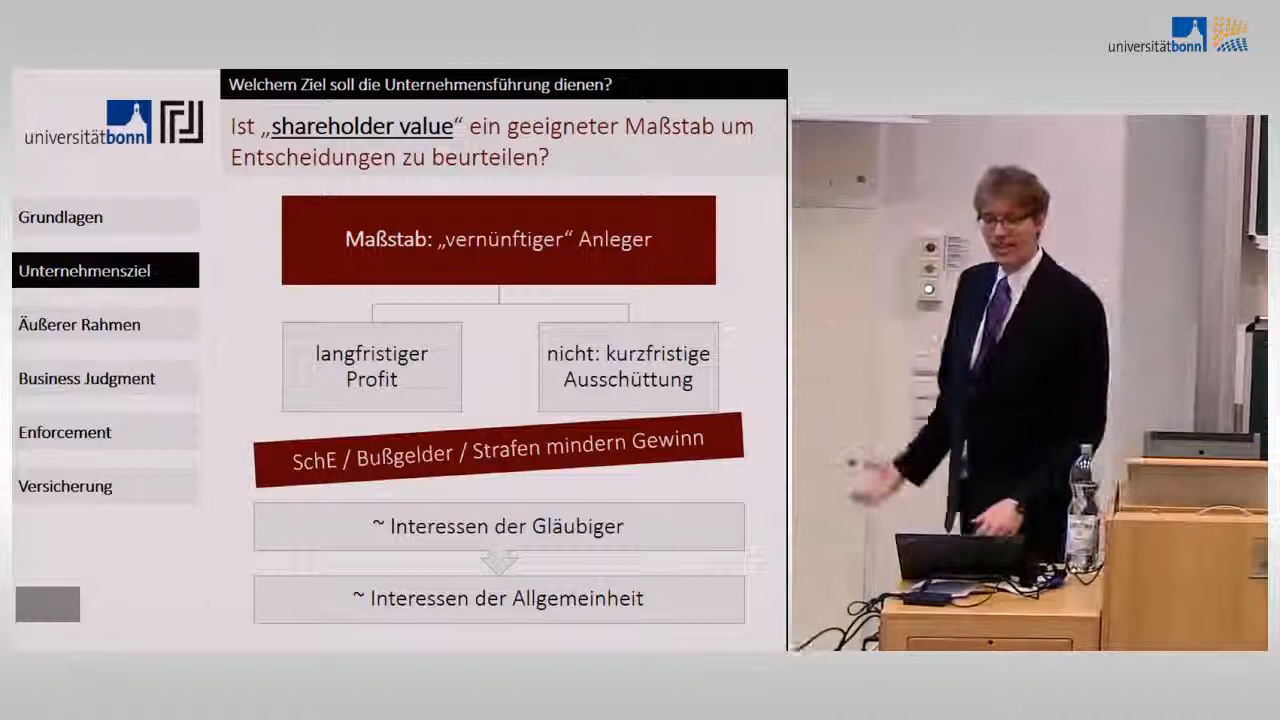 universitätbonn
Welchem Ziel soll die Unternehmensführung dienen?
universitätbonn
Ist „shareholder value“ ein geeigneter Maßstab um
Entscheidungen zu beurteilen?
Grundlagen
Unternehmensziel
Äußerer Rahmen
Business Judgment
Enforcement
Versicherung
Maßstab: „vernünftiger“ Anleger
langfristiger
Profit
nicht: kurzfristige
Ausschüttung
SchE / Bußgelder / Strafen mindern Gewinn
~ Interessen der Gläubiger
~ Interessen der Allgemeinheit